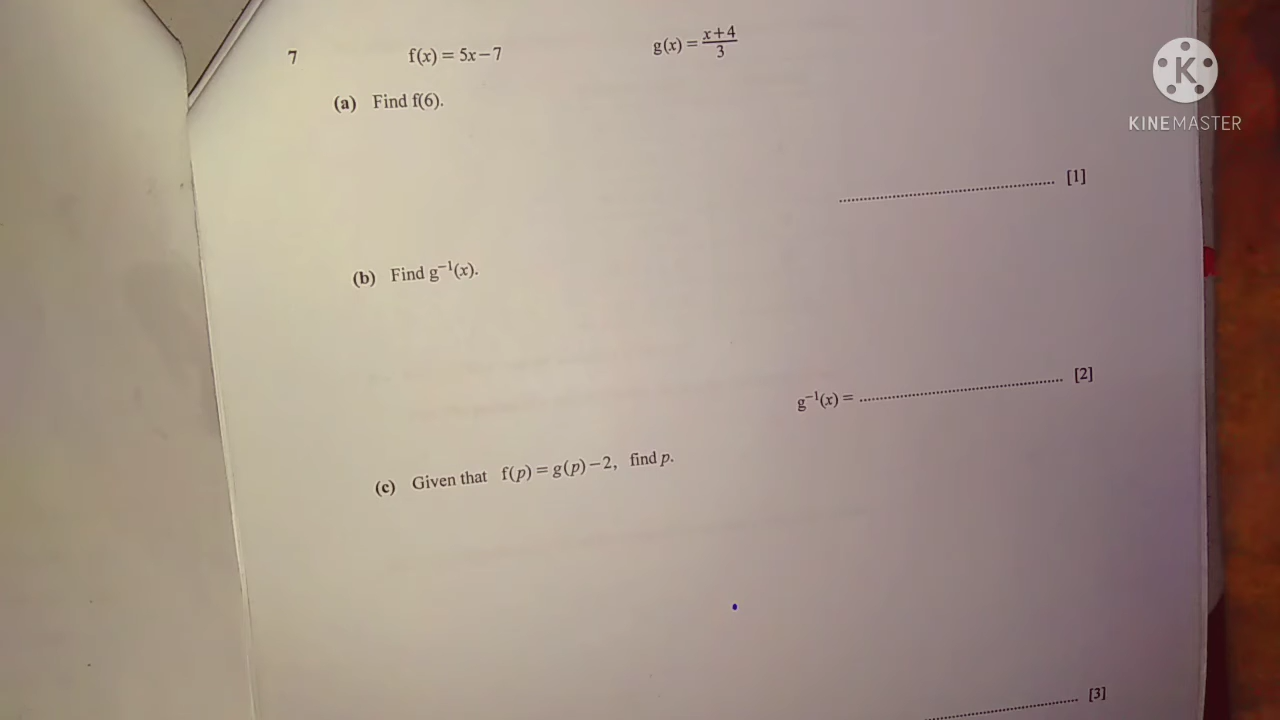 7 f(x) = 5x − 7 g(x) = (x + 4)/3
(a) Find f(6).
.................................................... [1]
(b) Find g⁻¹(x).
g⁻¹(x) = .................................................... [2]
(c) Given that f(p) = g(p) − 2, find p.
.................................................... [3]
K
KINEMASTER